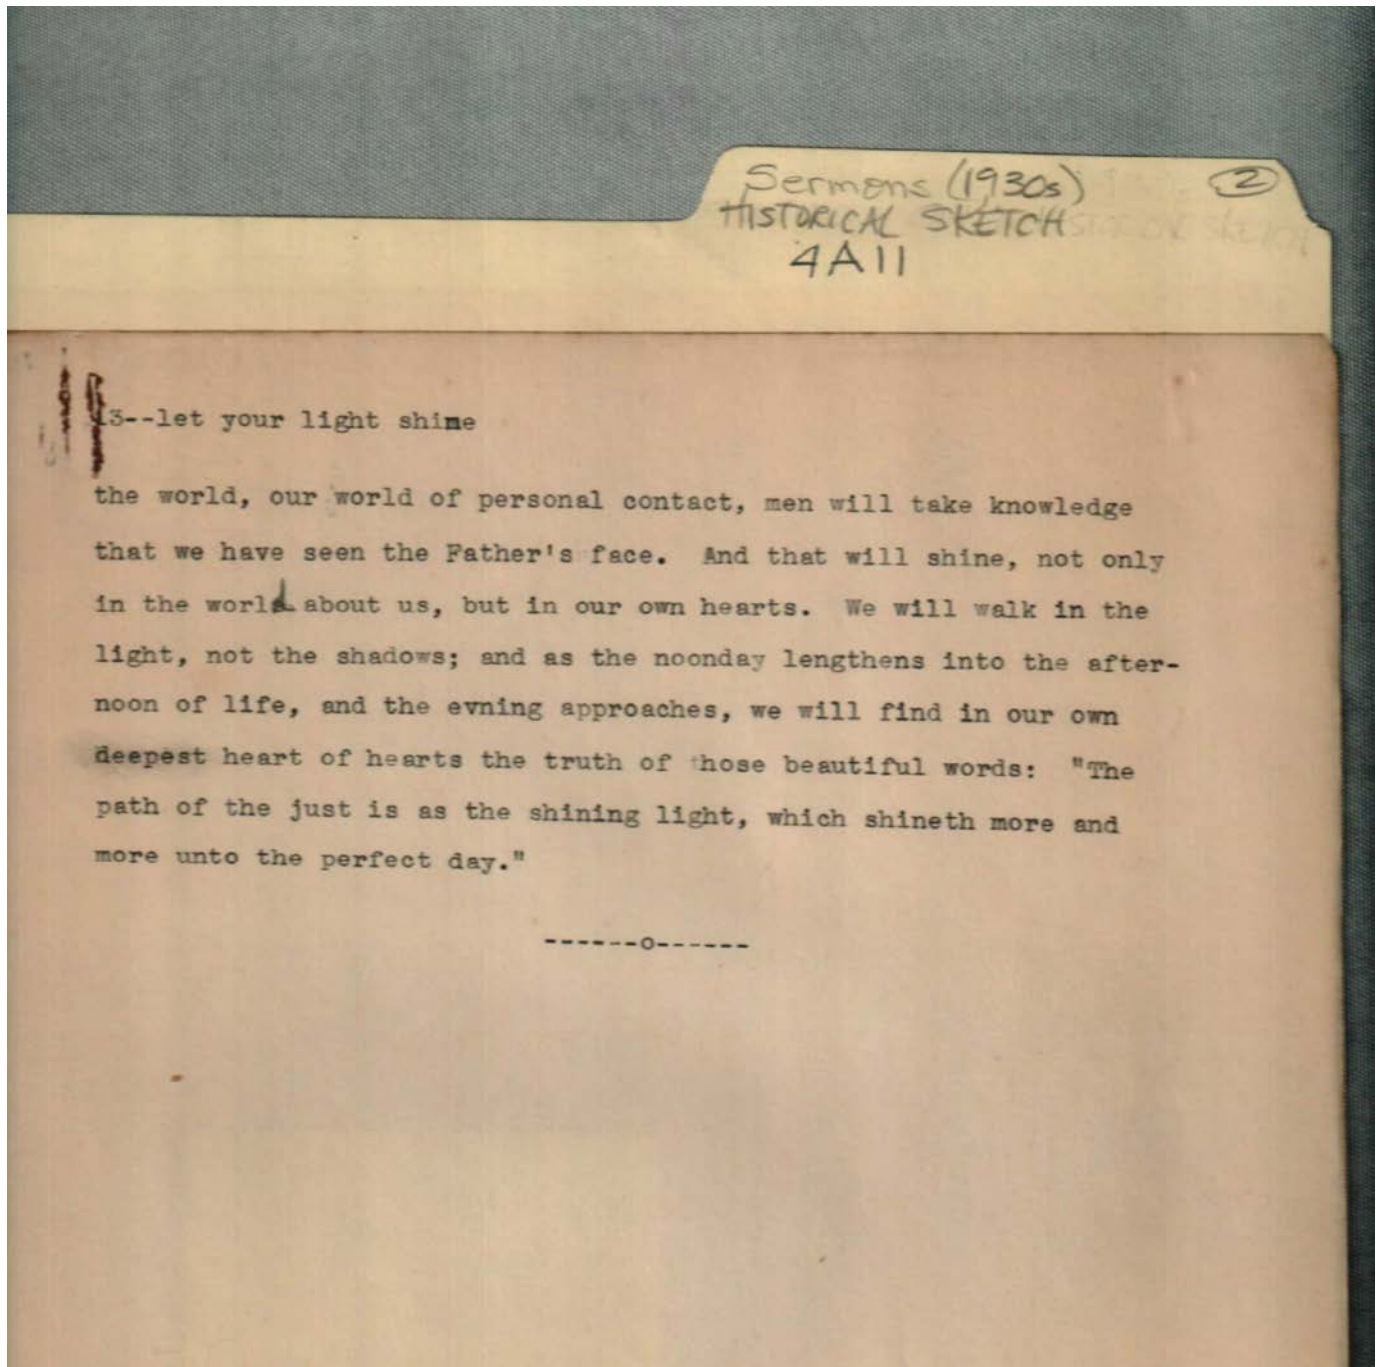 Sermons (1930s) 2
HISTORICAL SKETCH
4A11
13--let your light shine
the world, our world of personal contact, men will take knowledge
that we have seen the Father's face. And that will shine, not only
in the world about us, but in our own hearts. We will walk in the
light, not the shadows; and as the noonday lengthens into the after-
noon of life, and the evning approaches, we will find in our own
deepest heart of hearts the truth of those beautiful words: "The
path of the just is as the shining light, which shineth more and
more unto the perfect day."
------o------